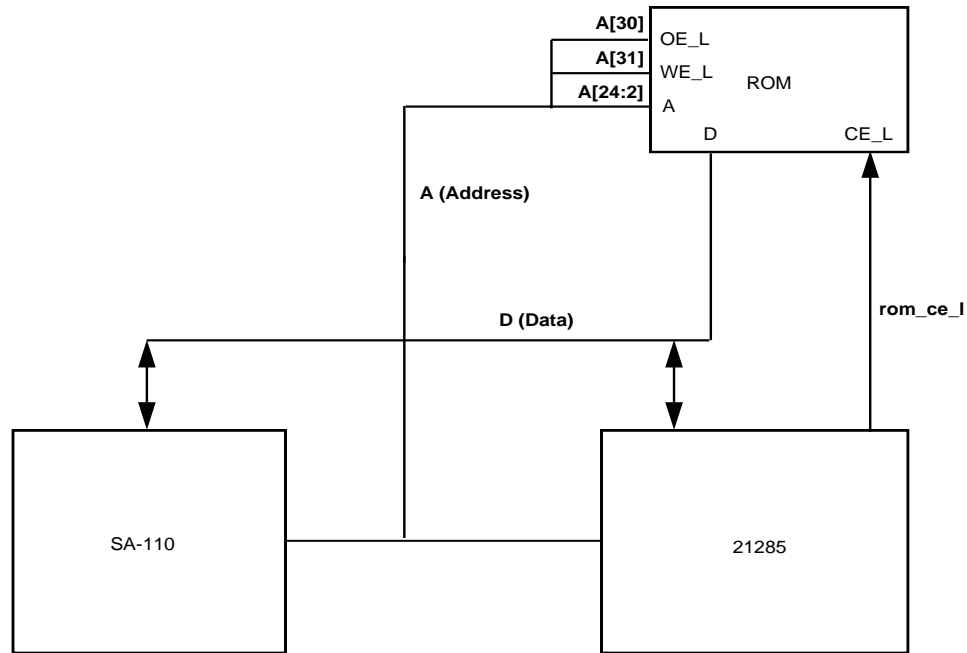 A[30]
OE_L
A[31]
WE_L
ROM
A[24:2]
A
D
CE_L
A (Address)
rom_ce_l
D (Data)
SA-110
21285